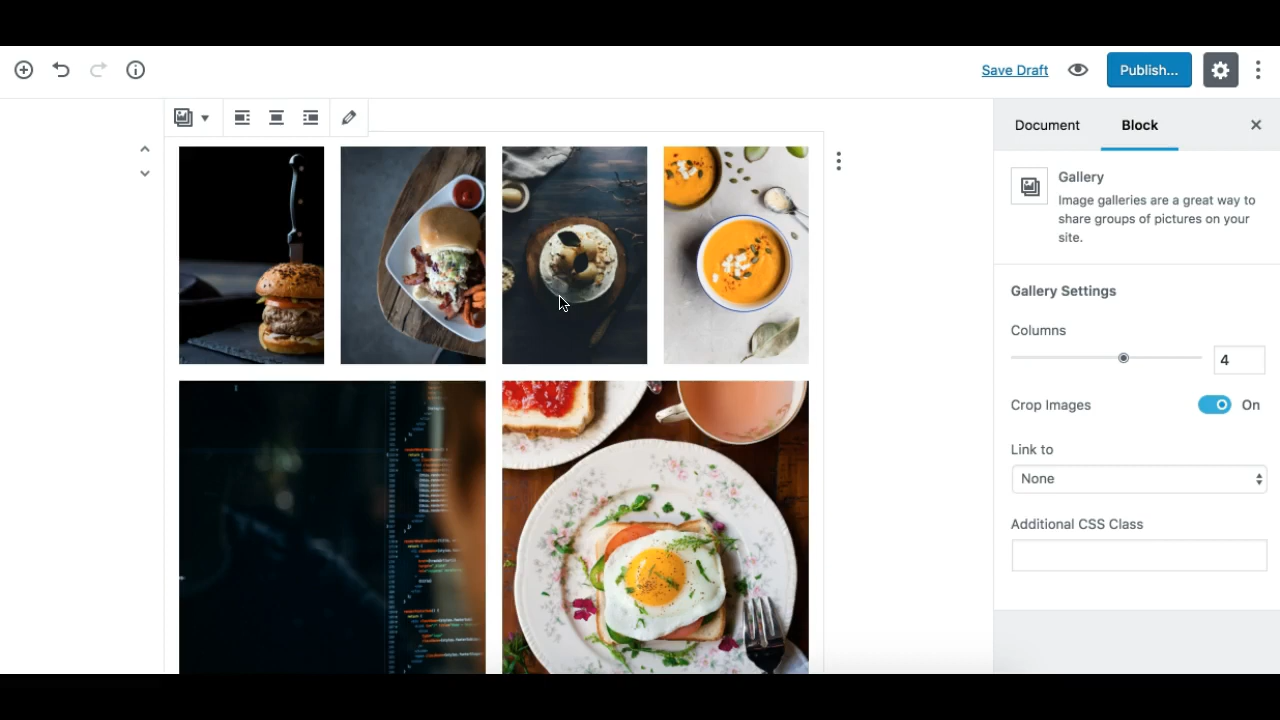 Save Draft
Publish...
Document
Block
Gallery
Image galleries are a great way to
share groups of pictures on your
site.
Gallery Settings
Columns
4
Crop Images
On
Link to
None
Additional CSS Class